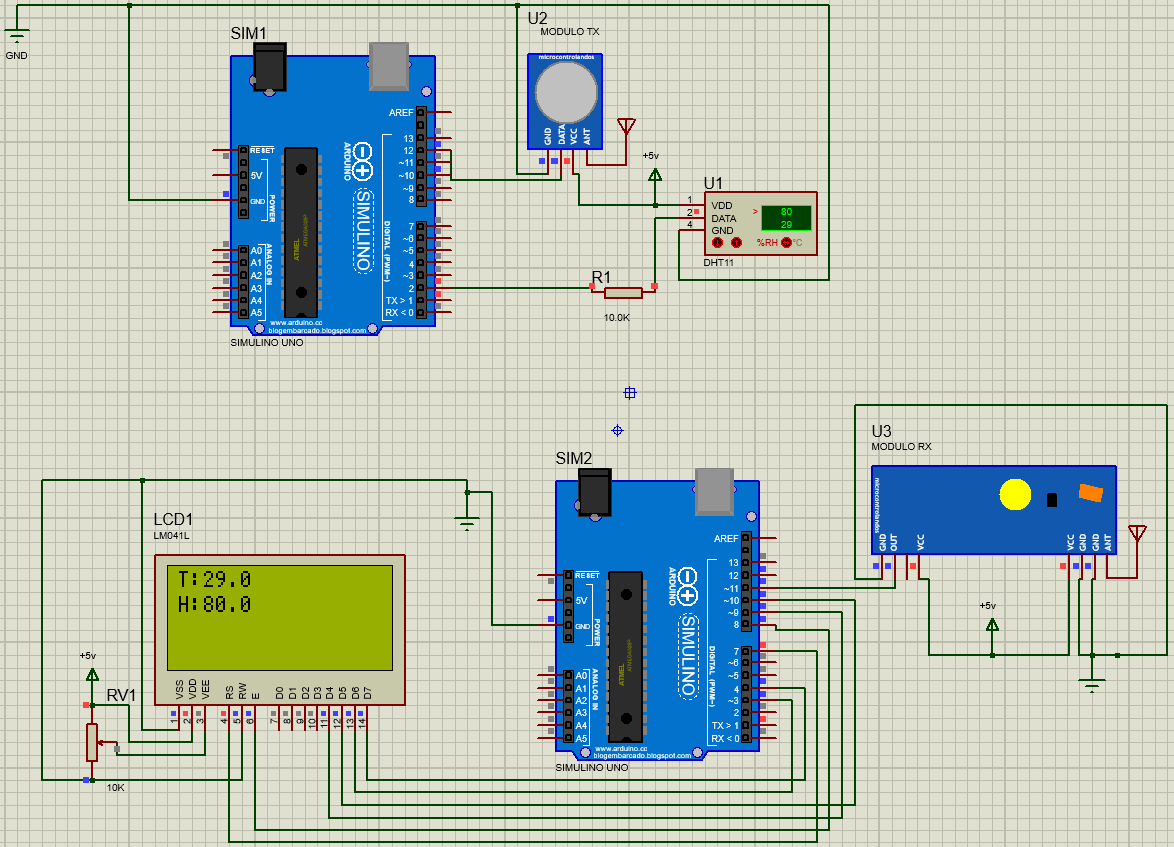 GND
SIM1
RESET
5V
GND
POWER
A0
A1
A2
A3
A4
A5
ANALOG IN
ATMEL
ARDUINO
SIMULINO
AREF
13
12
~11
~10
~9
8
7
~6
~5
4
~3
2
TX > 1
RX < 0
DIGITAL (PWM~)
www.arduino.cc
blogembarcado.blogspot.com
SIMULINO UNO
U2
MODULO TX
microcontrolandos
GND
DATA
VCC
ANT
+5v
U1
1
2
4
VDD
DATA
GND
>
80
29
%RH
°C
DHT11
R1
10.0K
LCD1
LM041L
T:29.0
H:80.0
VSS
VDD
VEE
RS
RW
E
D0
D1
D2
D3
D4
D5
D6
D7
1
2
3
4
5
6
7
8
9
10
11
12
13
14
+5v
RV1
10K
SIM2
RESET
5V
GND
POWER
A0
A1
A2
A3
A4
A5
ANALOG IN
ATMEL
ARDUINO
SIMULINO
AREF
13
12
~11
~10
~9
8
7
~6
~5
4
~3
2
TX > 1
RX < 0
DIGITAL (PWM~)
www.arduino.cc
blogembarcado.blogspot.com
SIMULINO UNO
U3
MODULO RX
microcontrolandos
GND
OUT
VCC
VCC
GND
GND
ANT
+5v